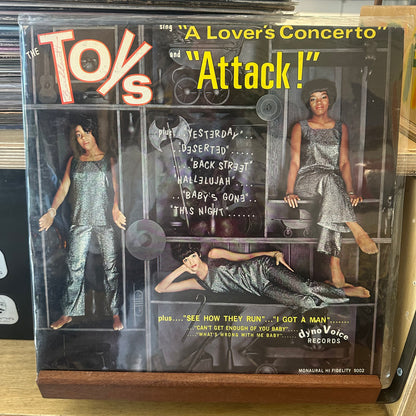 THE TOYS
sing "A Lover's Concerto"
and "Attack!"
plus... YESTERDAY...
..DESERTED.....
..."BACK STREET"
"HALLELUJAH"....
.."BABY'S GONE"..
"THIS NIGHT"......
plus...."SEE HOW THEY RUN"..."I GOT A MAN".......
...."CAN'T GET ENOUGH OF YOU BABY"....
...."WHAT'S WRONG WITH ME BABY"....
dynoVoice
RECORDS
MONAURAL HI FIDELITY 9002